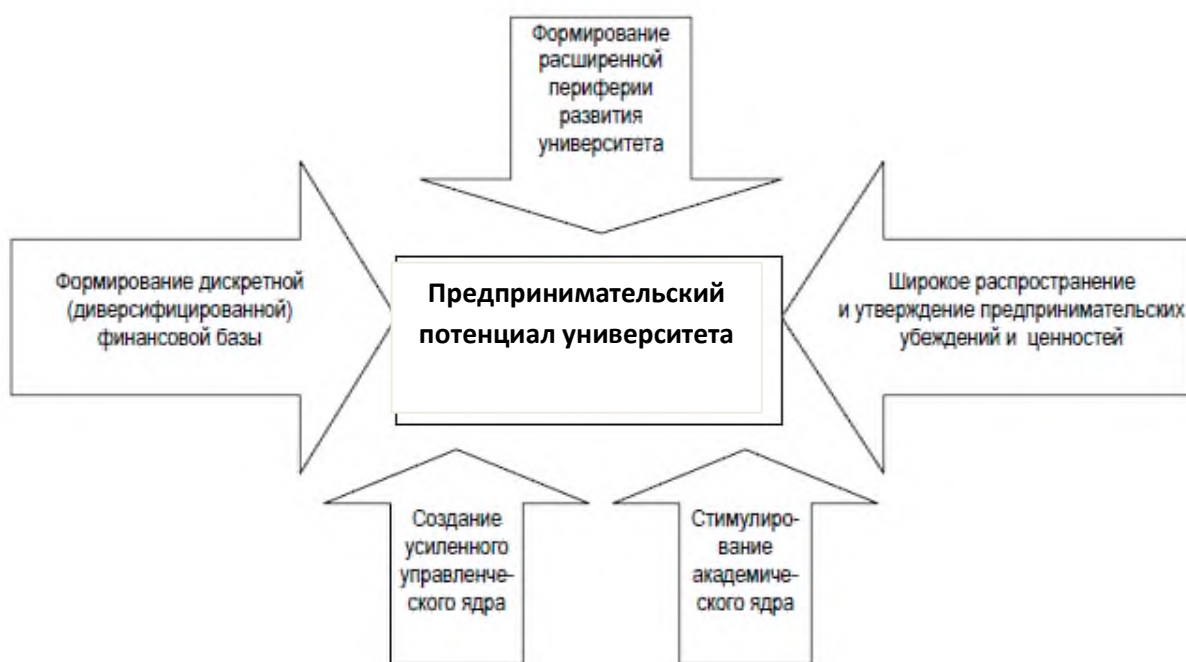 Формирование
расширенной
периферии
развития
университета
Формирование дискретной
(диверсифицированной)
финансовой базы
Предпринимательский
потенциал университета
Широкое распространение
и утверждение предпринимательских
убеждений и ценностей
Создание
усиленного
управленче-
ского ядра
Стимулиро-
вание
академиче-
ского ядра